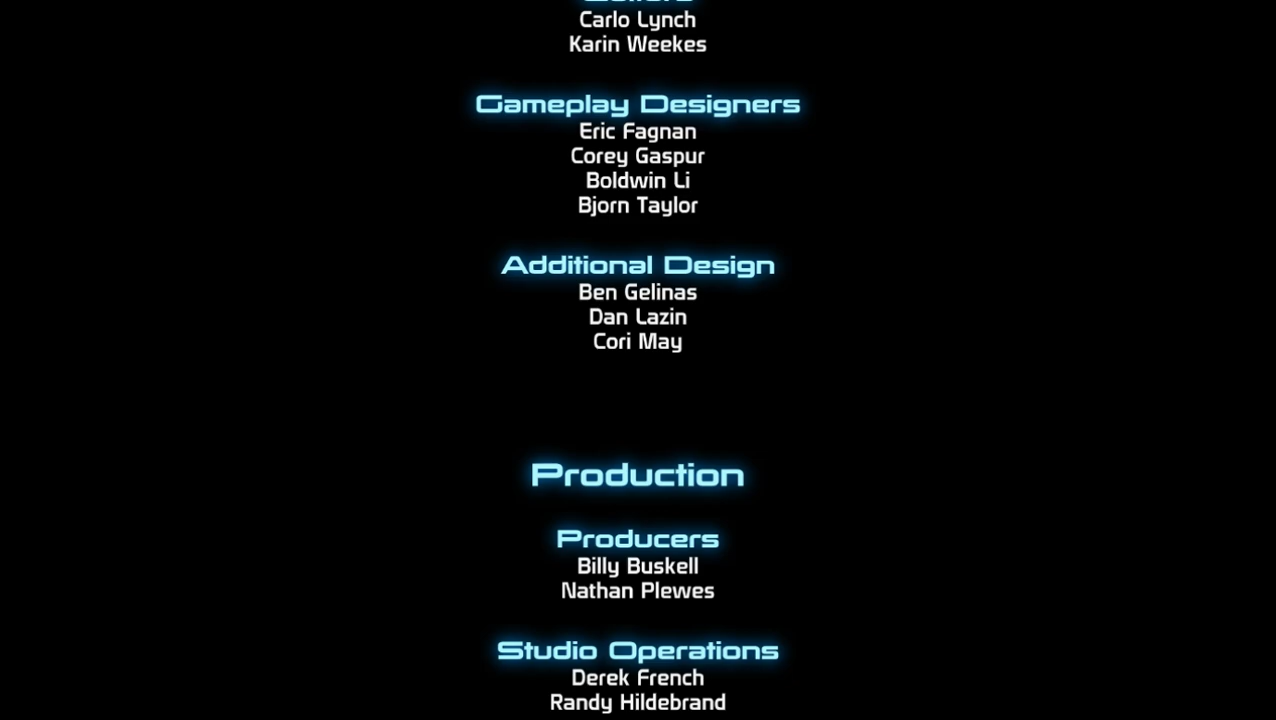 Editors
Carlo Lynch
Karin Weekes
Gameplay Designers
Eric Fagnan
Corey Gaspur
Boldwin Li
Bjorn Taylor
Additional Design
Ben Gelinas
Dan Lazin
Cori May
Production
Producers
Billy Buskell
Nathan Plewes
Studio Operations
Derek French
Randy Hildebrand